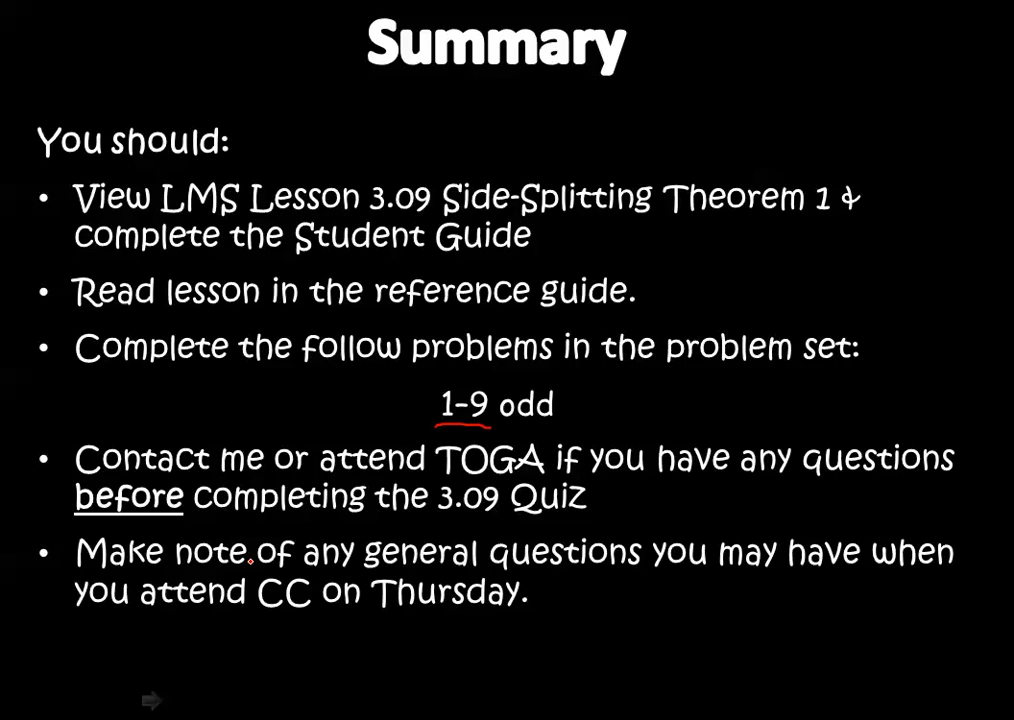 Summary
You should:
• View LMS Lesson 3.09 Side-Splitting Theorem 1 &
complete the Student Guide
• Read lesson in the reference guide.
• Complete the follow problems in the problem set:
1-9 odd
• Contact me or attend TOGA if you have any questions
before completing the 3.09 Quiz
• Make note of any general questions you may have when
you attend CC on Thursday.